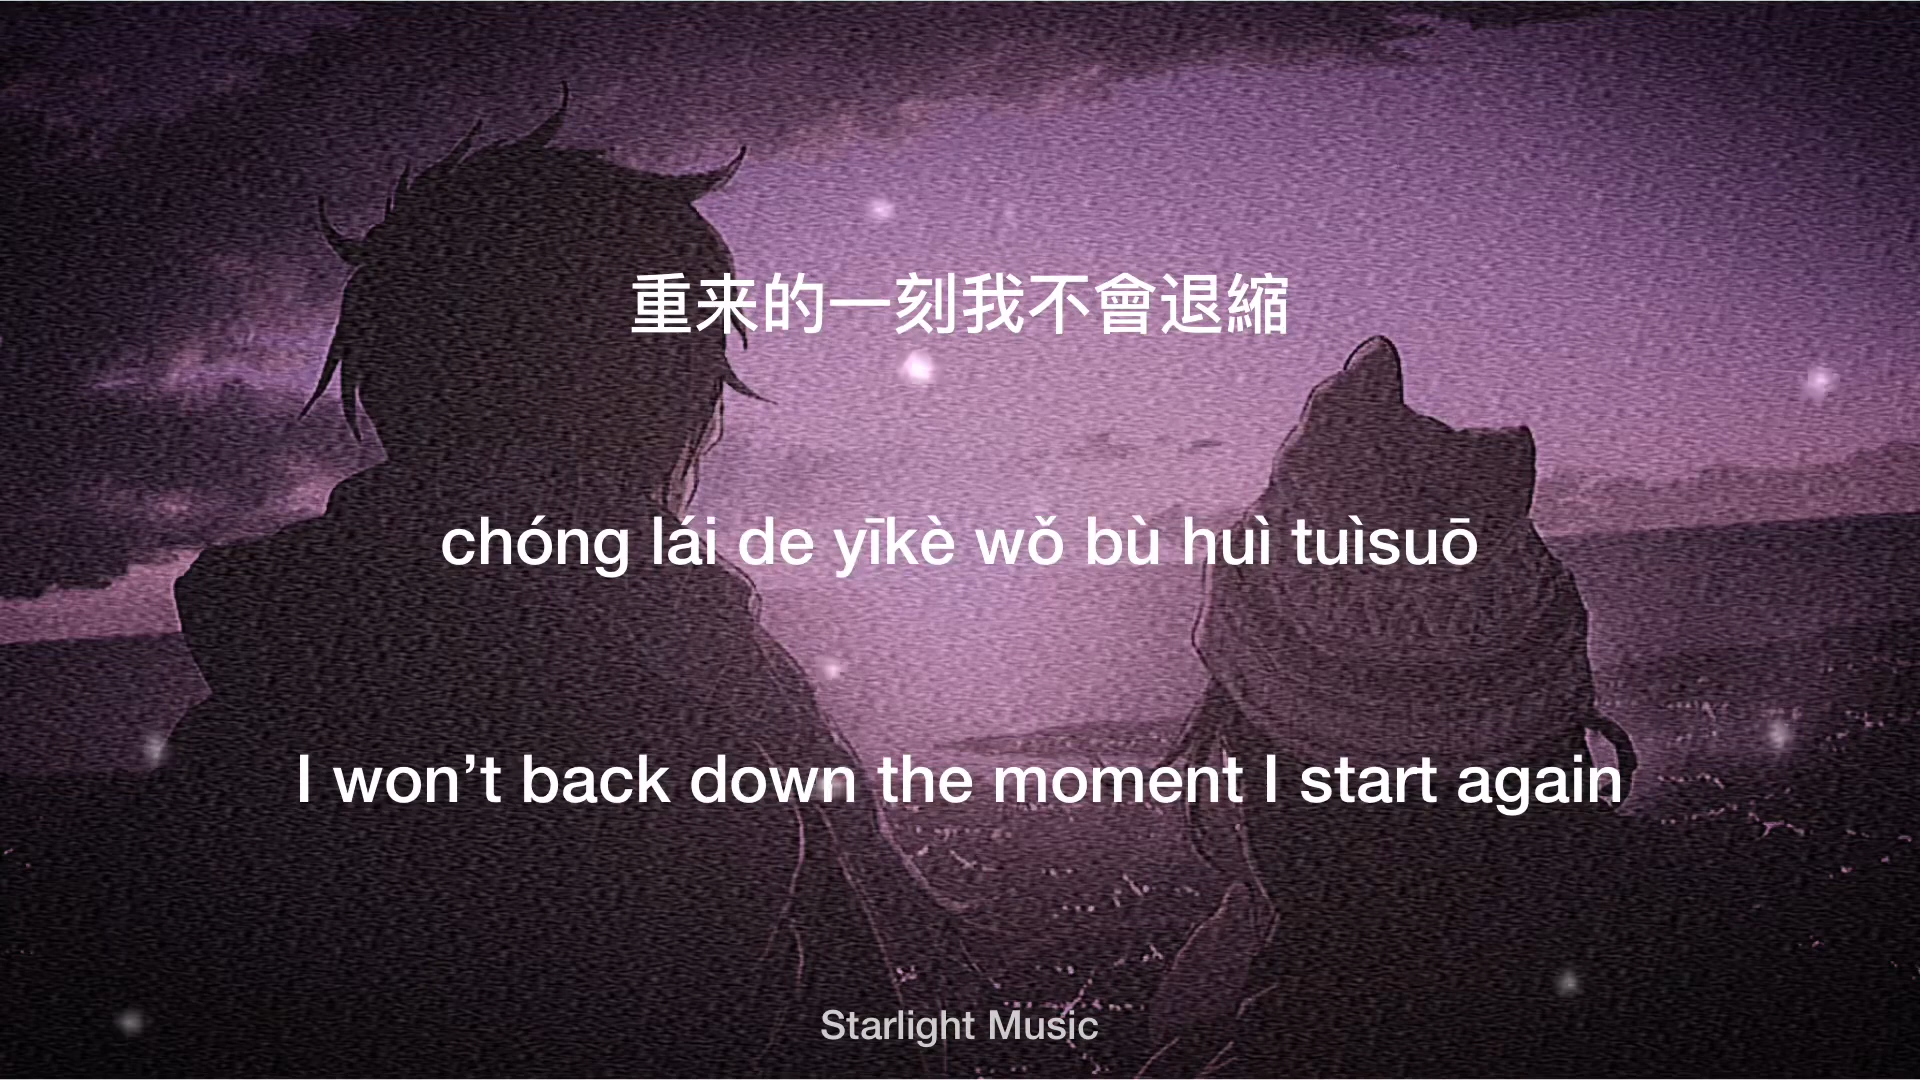 重来的一刻我不會退縮
chóng lái de yīkè wǒ bù huì tuìsuō
I won’t back down the moment I start again
Starlight Music